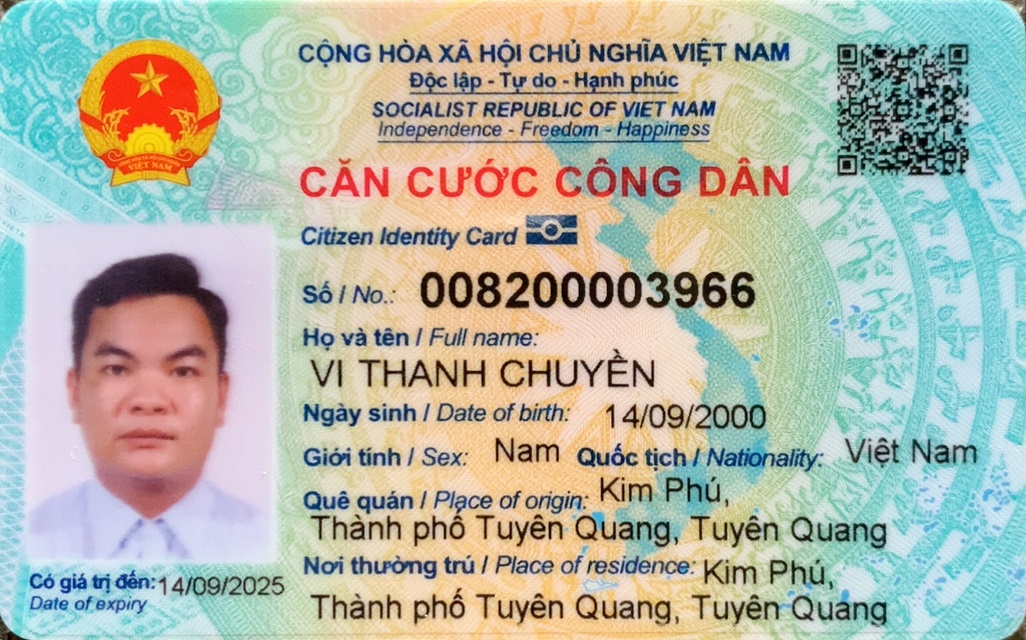 CỘNG HÒA XÃ HỘI CHỦ NGHĨA VIỆT NAM
Độc lập - Tự do - Hạnh phúc
SOCIALIST REPUBLIC OF VIET NAM
Independence - Freedom - Happiness
CĂN CƯỚC CÔNG DÂN
Citizen Identity Card
Số / No.: 008200003966
Họ và tên / Full name:
VI THANH CHUYỀN
Ngày sinh / Date of birth: 14/09/2000
Giới tính / Sex: Nam Quốc tịch / Nationality: Việt Nam
Quê quán / Place of origin: Kim Phú,
Thành phố Tuyên Quang, Tuyên Quang
Nơi thường trú / Place of residence: Kim Phú,
Thành phố Tuyên Quang, Tuyên Quang
Có giá trị đến: 14/09/2025
Date of expiry
VIỆT NAM